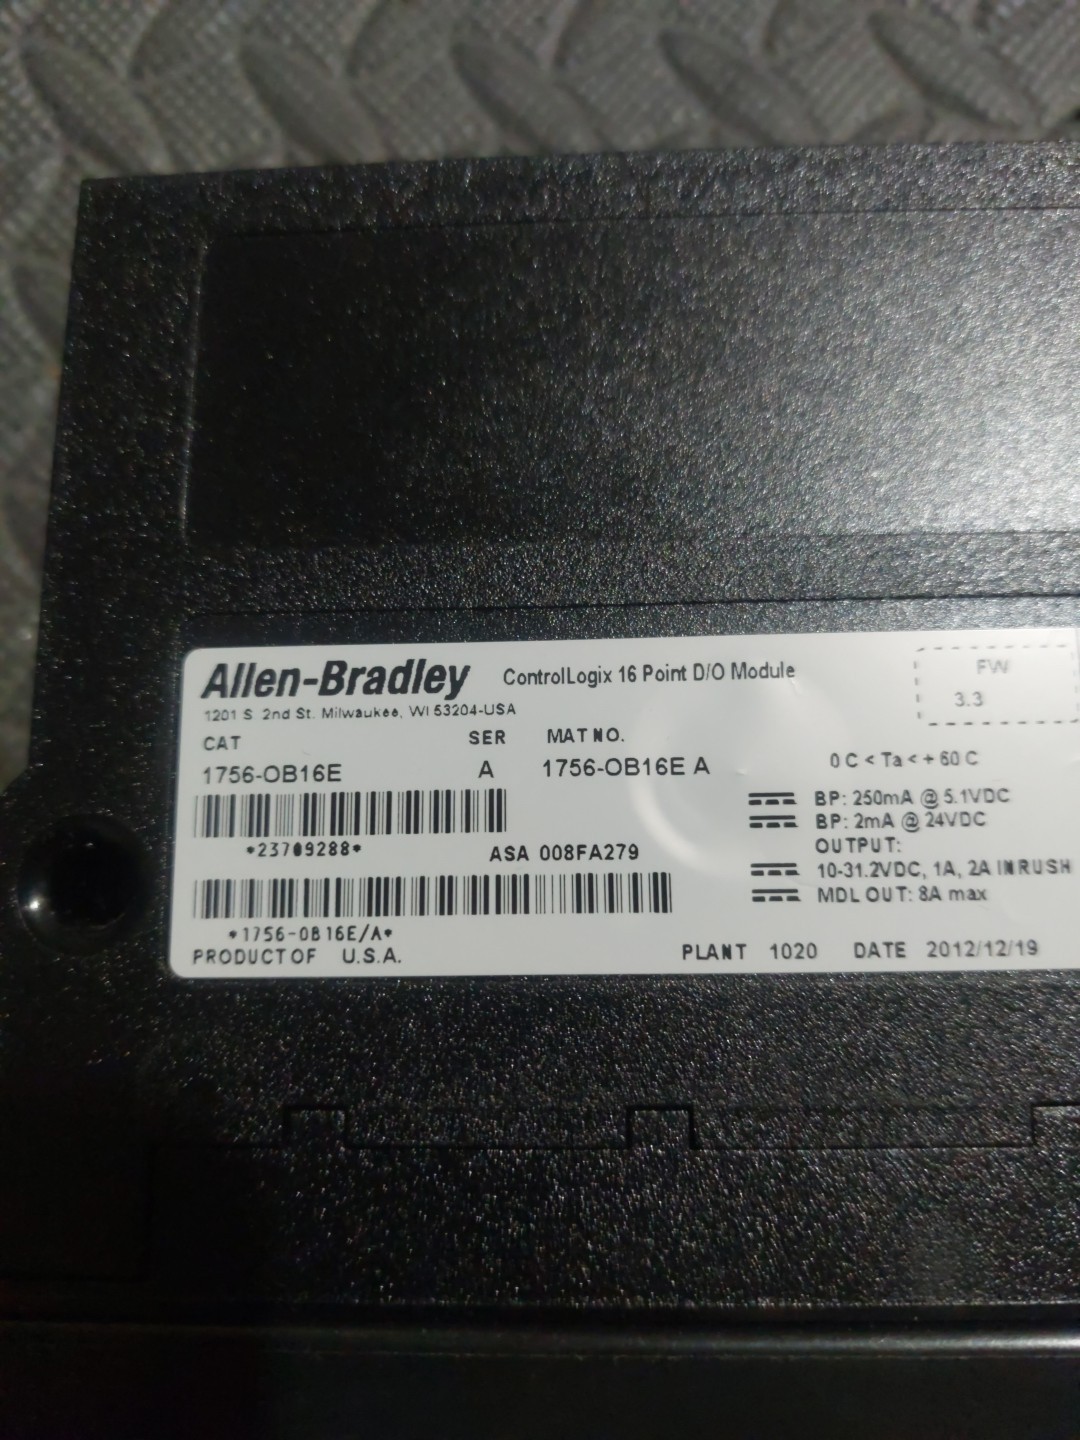 Allen-Bradley ControlLogix 16 Point D/O Module
1201 S. 2nd St. Milwaukee, WI 53204-USA
FW
3.3
CAT SER MAT NO.
1756-OB16E A 1756-OB16E A
0 C < Ta < + 60 C
BP: 250mA @ 5.1VDC
BP: 2mA @ 24VDC
OUTPUT:
10-31.2VDC, 1A, 2A INRUSH
MDL OUT: 8A max
*23709288* ASA 008FA279
*1756-OB16E/A*
PRODUCT OF U.S.A. PLANT 1020 DATE 2012/12/19